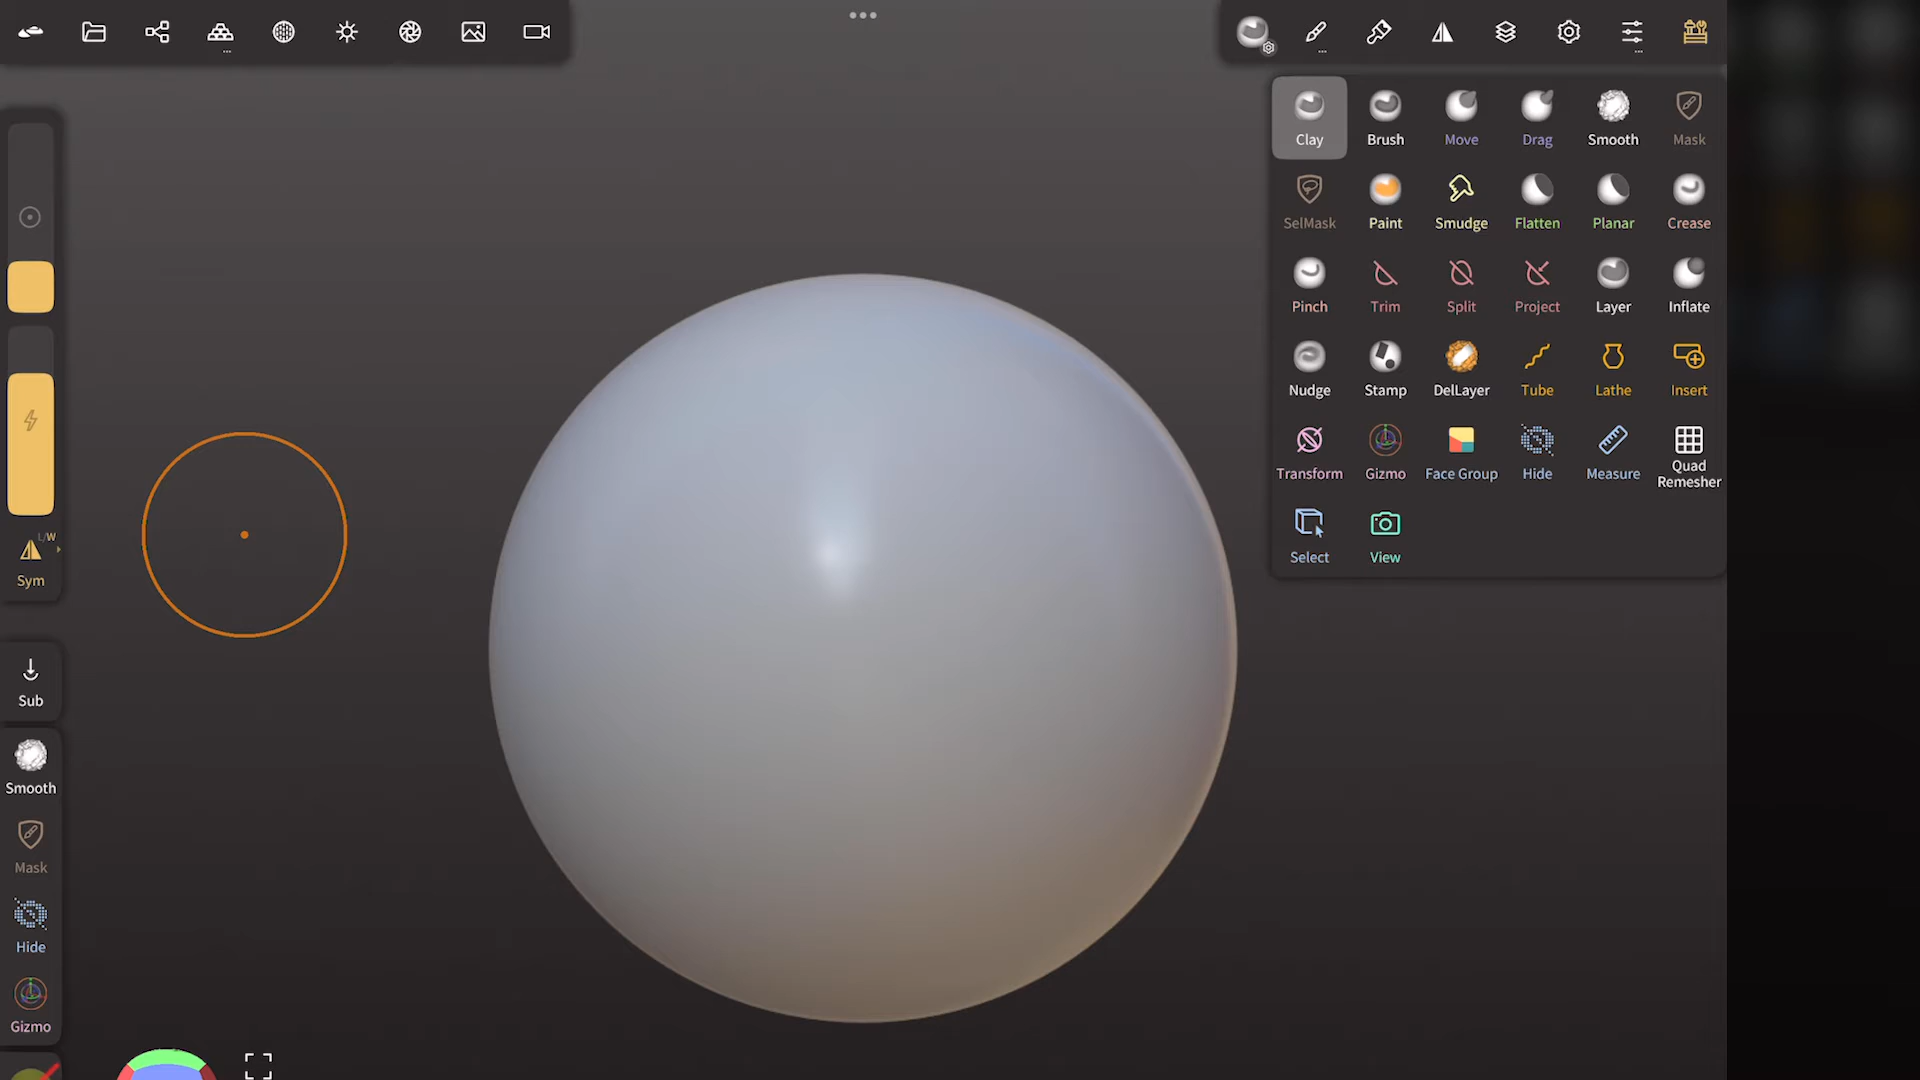 Clay Brush Move Drag Smooth Mask
SelMask Paint Smudge Flatten Planar Crease
Pinch Trim Split Project Layer Inflate
Nudge Stamp DelLayer Tube Lathe Insert
Transform Gizmo Face Group Hide Measure Quad
Remesher
Select View
L/W
Sym
Sub
Smooth
Mask
Hide
Gizmo